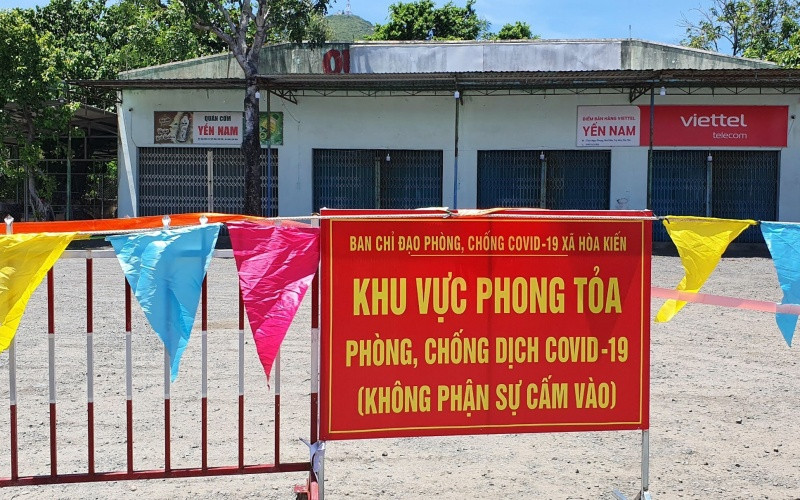 01
QUÁN CƠM
YẾN NAM
ĐIỂM BÁN HÀNG VIETTEL
YẾN NAM
viettel
telecom
BAN CHỈ ĐẠO PHÒNG, CHỐNG COVID-19 XÃ HÒA KIẾN
KHU VỰC PHONG TỎA
PHÒNG, CHỐNG DỊCH COVID-19
(KHÔNG PHẬN SỰ CẤM VÀO)